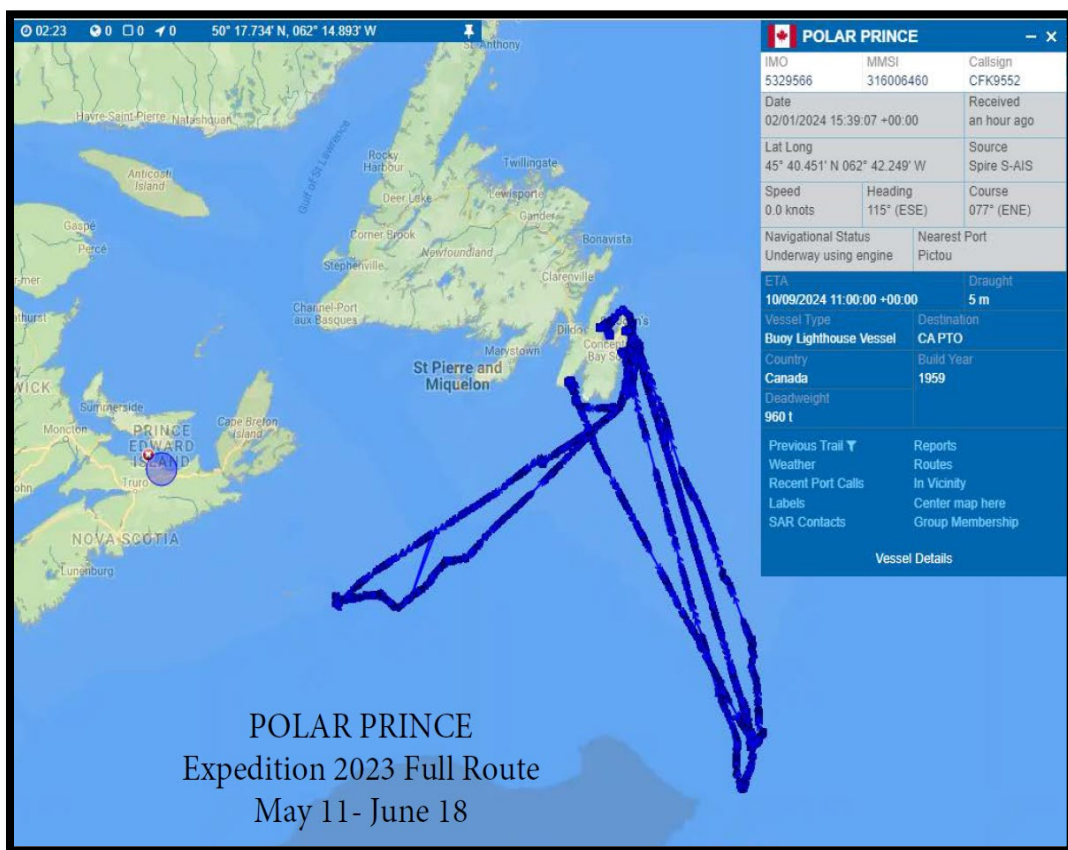 02:23 0 0 0 50° 17.734' N, 062° 14.893' W
St. Anthony
Havre-Saint-Pierre Natashquan
Anticosti
Island
Gulf of St. Lawrence
Rocky
Harbour
Twillingate
Deer Lake
Lewisporte
Gander
Gaspé
Percé
Corner Brook
Newfoundland
Bonavista
Stephenville
Clarenville
Channel-Port
aux Basques
Dildo
Concept
Bay So
Marystown
St Pierre and
Miquelon
WICK
Summerside
Moncton
PRINCE
EDWARD
ISLAND
Cape Breton
Island
Truro
NOVA SCOTIA
Lunenburg
POLAR PRINCE
IMO MMSI Callsign
5329566 316006460 CFK9552
Date Received
02/01/2024 15:39:07 +00:00 an hour ago
Lat Long Source
45° 40.451' N 062° 42.249' W Spire S-AIS
Speed Heading Course
0.0 knots 115° (ESE) 077° (ENE)
Navigational Status Nearest Port
Underway using engine Pictou
ETA Draught
10/09/2024 11:00:00 +00:00 5 m
Vessel Type Destination
Buoy Lighthouse Vessel CA PTO
Country Build Year
Canada 1959
Deadweight
960 t
Previous Trail Reports
Weather Routes
Recent Port Calls In Vicinity
Labels Center map here
SAR Contacts Group Membership
Vessel Details
POLAR PRINCE
Expedition 2023 Full Route
May 11- June 18